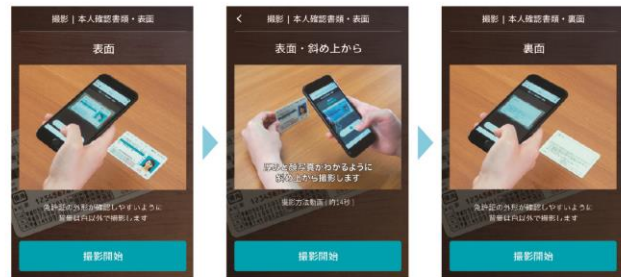 撮影 | 本人確認書類・表面
表面
免許証の外形が確認しやすいように
背景は白以外で撮影します
撮影開始
撮影 | 本人確認書類・表面
表面・斜め上から
厚みと顔写真がわかるように
斜め上から撮影します
撮影方法動画 [約14秒]
撮影開始
撮影 | 本人確認書類・裏面
裏面
免許証の外形が確認しやすいように
背景は白以外で撮影します
撮影開始